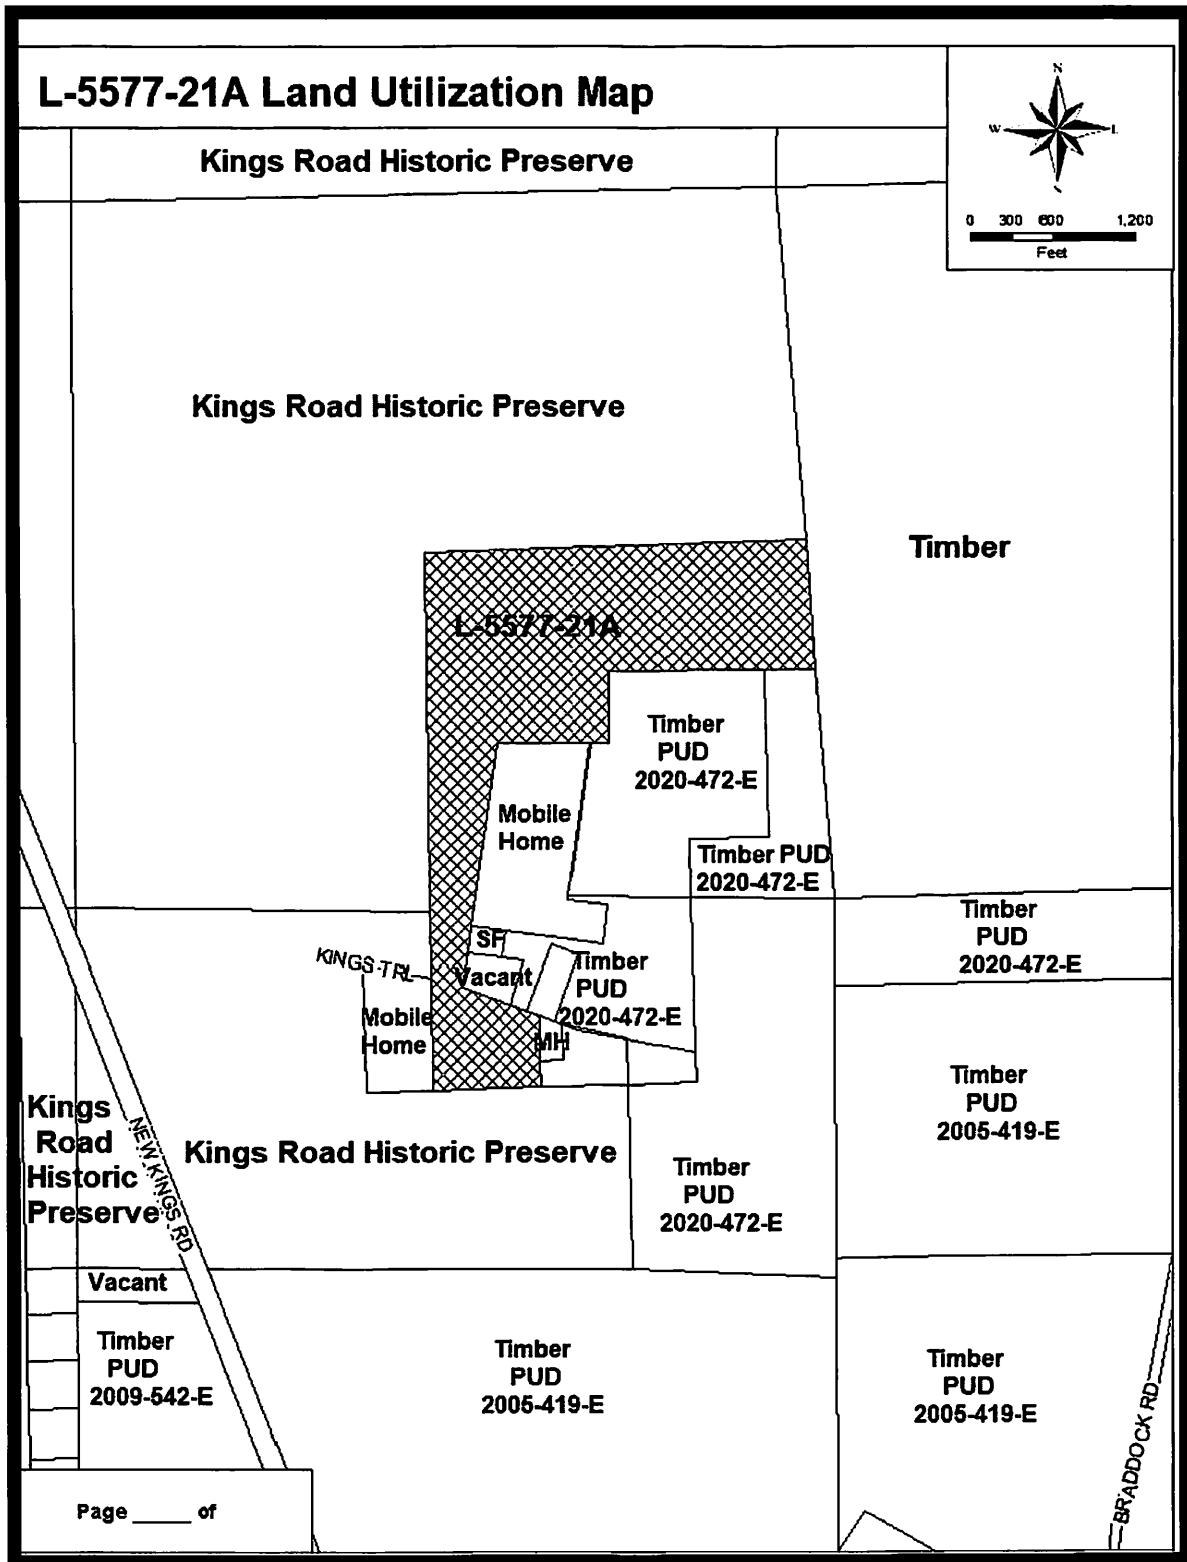 L-5577-21A Land Utilization Map
N
W
0 300 600 1,200
Feet
Kings Road Historic Preserve
Kings Road Historic Preserve
Timber
L-5577-21A
Timber
PUD
2020-472-E
Mobile
Home
Timber PUD
2020-472-E
Timber
PUD
2020-472-E
SF
KINGS TRL
Vacant
Timber
PUD
2020-472-E
Mobile
Home
MH
Timber
PUD
2005-419-E
Kings
Road
Historic
Preserve
NEW KINGS RD
Kings Road Historic Preserve
Timber
PUD
2020-472-E
Vacant
Timber
PUD
2009-542-E
Timber
PUD
2005-419-E
Timber
PUD
2005-419-E
BRADDOCK RD
Page _____ of